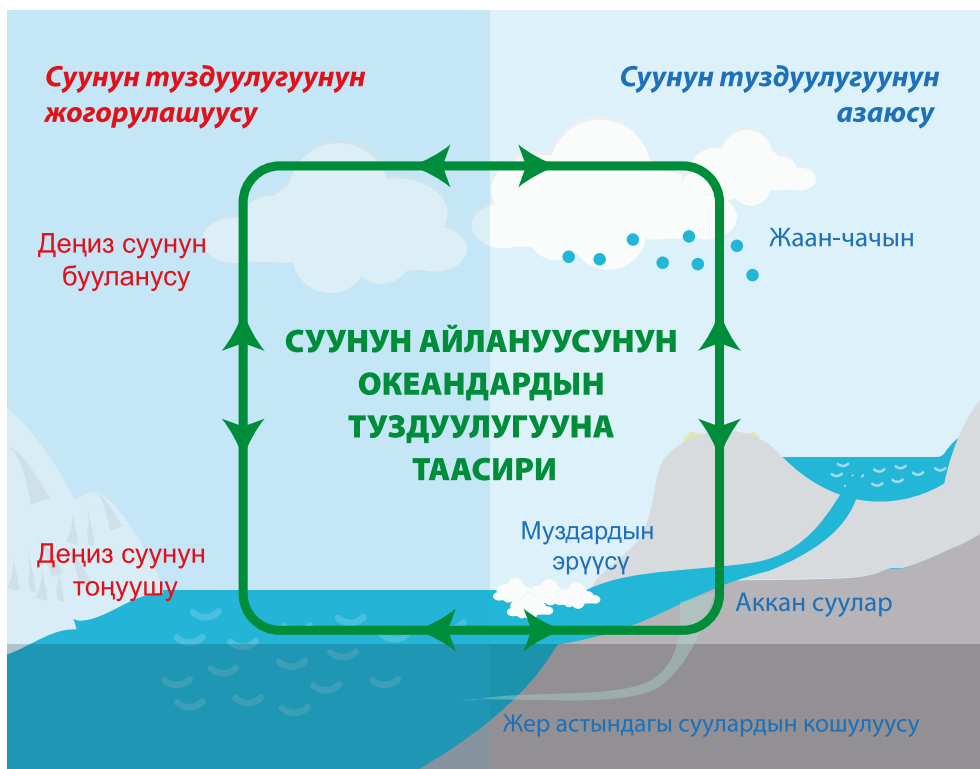 Суунун туздуулугуунун
жогорулашуусу
Суунун туздуулугуунун
азаюсу
Деңиз суунун
бууланусу
Жаан-чачын
СУУНУН АЙЛАНУУСУНУН
ОКЕАНДАРДЫН
ТУЗДУУЛУГУУНА
ТААСИРИ
Деңиз суунун
тоңуушу
Муздардын
эрүүсү
Аккан суулар
Жер астындагы суулардын кошулуусу